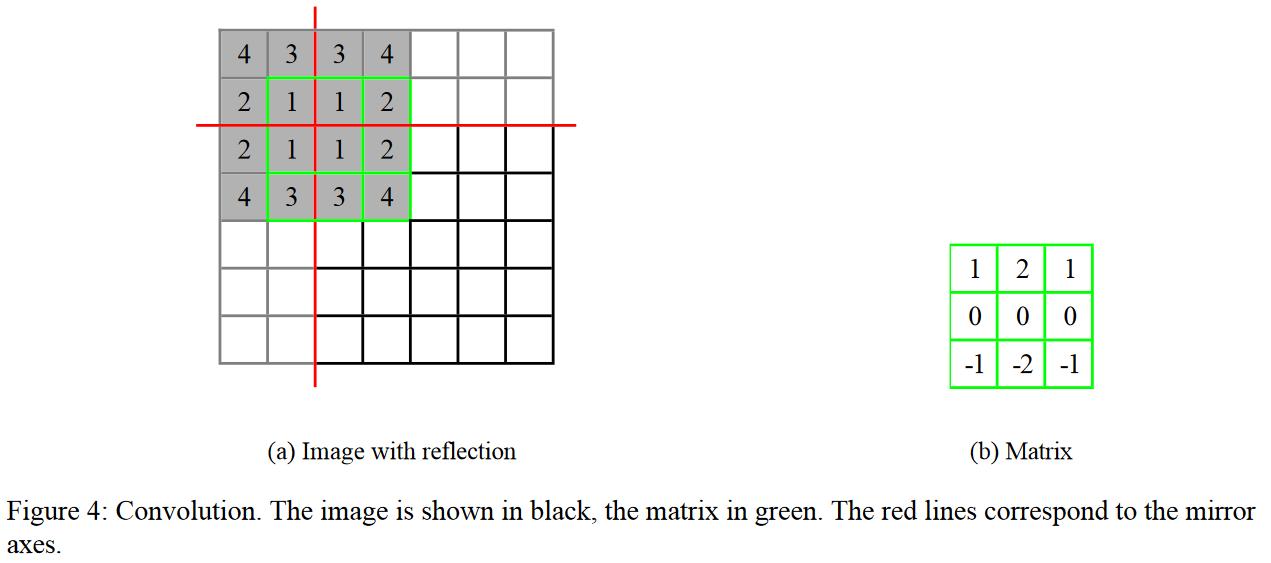 4 3 3 4
2 1 1 2
2 1 1 2
4 3 3 4
1 2 1
0 0 0
-1 -2 -1
(a) Image with reflection
(b) Matrix
Figure 4: Convolution. The image is shown in black, the matrix in green. The red lines correspond to the mirror
axes.